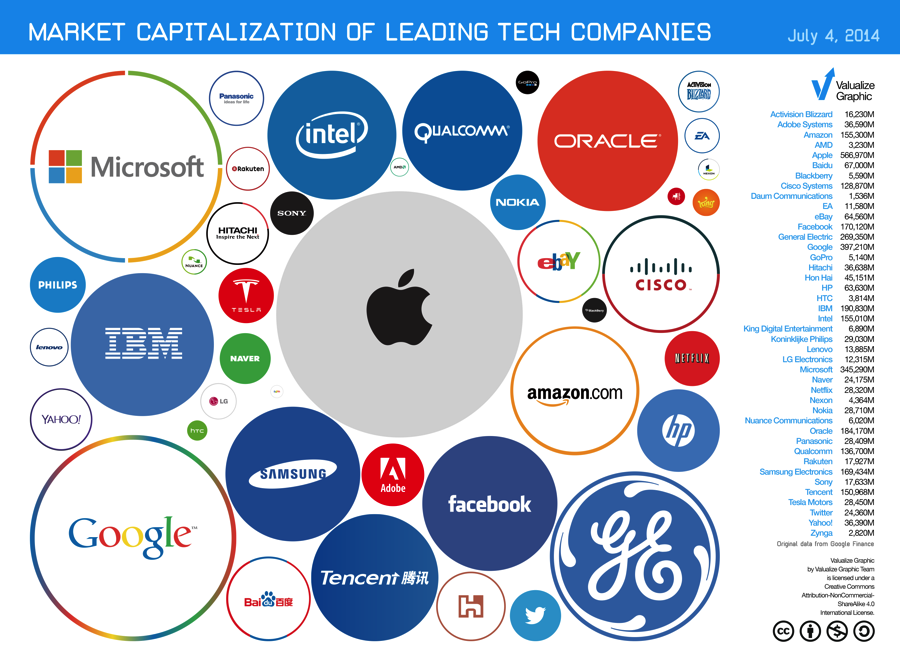 MARKET CAPITALIZATION OF LEADING TECH COMPANIES
July 4, 2014
Microsoft
Panasonic
ideas for life
intel
QUALCOMM
GoPro
ORACLE
ACTIVISION
BLIZZARD
EA
Rakuten
AMD
SONY
NOKIA
King
HITACHI
Inspire the Next
NUANCE
ebay
CISCO
PHILIPS
TESLA
BlackBerry
IBM
lenovo
NAVER
NETFLIX
amazon.com
LG
YAHOO!
htc
hp
SAMSUNG
Adobe
facebook
Google™
GE
Tencent 腾讯
Bai du 百度
H
Valualize
Graphic
Activision Blizzard 16,230M
Adobe Systems 36,590M
Amazon 155,300M
AMD 3,230M
Apple 566,970M
Baidu 67,000M
Blackberry 5,590M
Cisco Systems 128,870M
Daum Communications 1,536M
EA 11,580M
eBay 64,560M
Facebook 170,120M
General Electric 269,350M
Google 397,210M
GoPro 5,140M
Hitachi 36,638M
Hon Hai 45,151M
HP 63,630M
HTC 3,814M
IBM 190,830M
Intel 155,010M
King Digital Entertainment 6,890M
Koninklijke Philips 29,030M
Lenovo 13,885M
LG Electronics 12,315M
Microsoft 345,290M
Naver 24,175M
Netflix 28,320M
Nexon 4,364M
Nokia 28,710M
Nuance Communications 6,020M
Oracle 184,170M
Panasonic 28,409M
Qualcomm 136,700M
Rakuten 17,927M
Samsung Electronics 169,434M
Sony 17,633M
Tencent 150,968M
Tesla Motors 28,450M
Twitter 24,360M
Yahoo! 36,390M
Zynga 2,820M
Original data from Google Finance
Valualize Graphic
by Valualize Graphic Team
is licensed under a
Creative Commons
Attribution-NonCommercial-
ShareAlike 4.0
International License.
cc